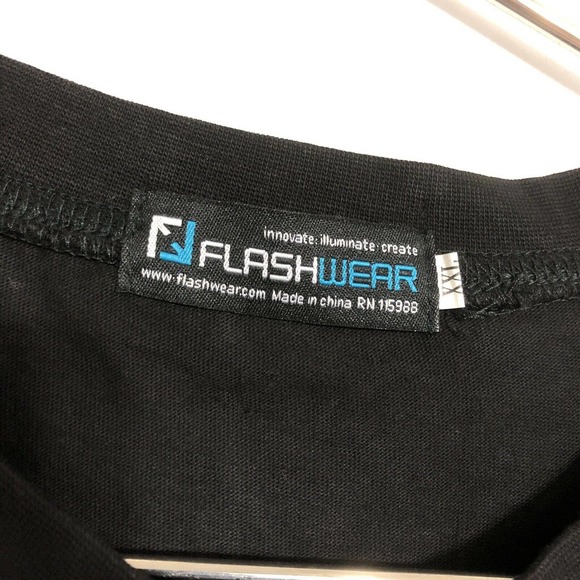 innovate:illuminate:create
FLASHWEAR
www.flashwear.com Made in china RN 115988
XXL